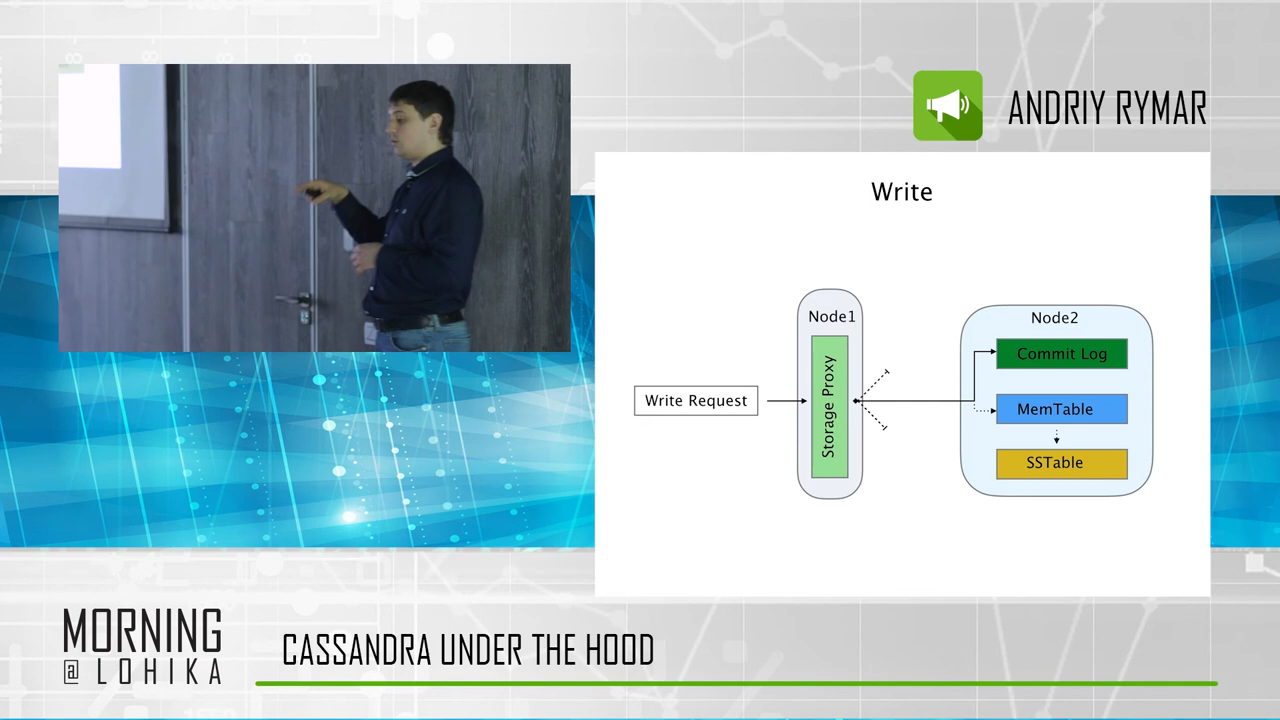 ANDRIY RYMAR
Write
Node1
Storage Proxy
Write Request
Node2
Commit Log
MemTable
SSTable
MORNING
@ LOHIKA
CASSANDRA UNDER THE HOOD